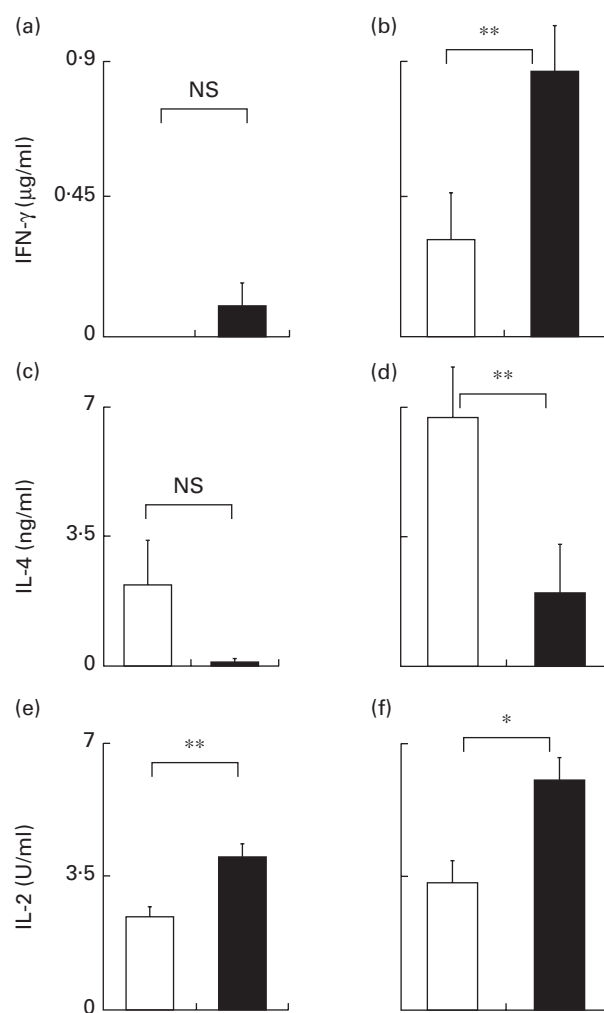 (a)
(b)
0·9
**
NS
0·45
IFN-γ (μg/ml)
0
(c)
(d)
7
**
NS
3·5
IL-4 (ng/ml)
0
(e)
(f)
7
**
*
3·5
IL-2 (U/ml)
0